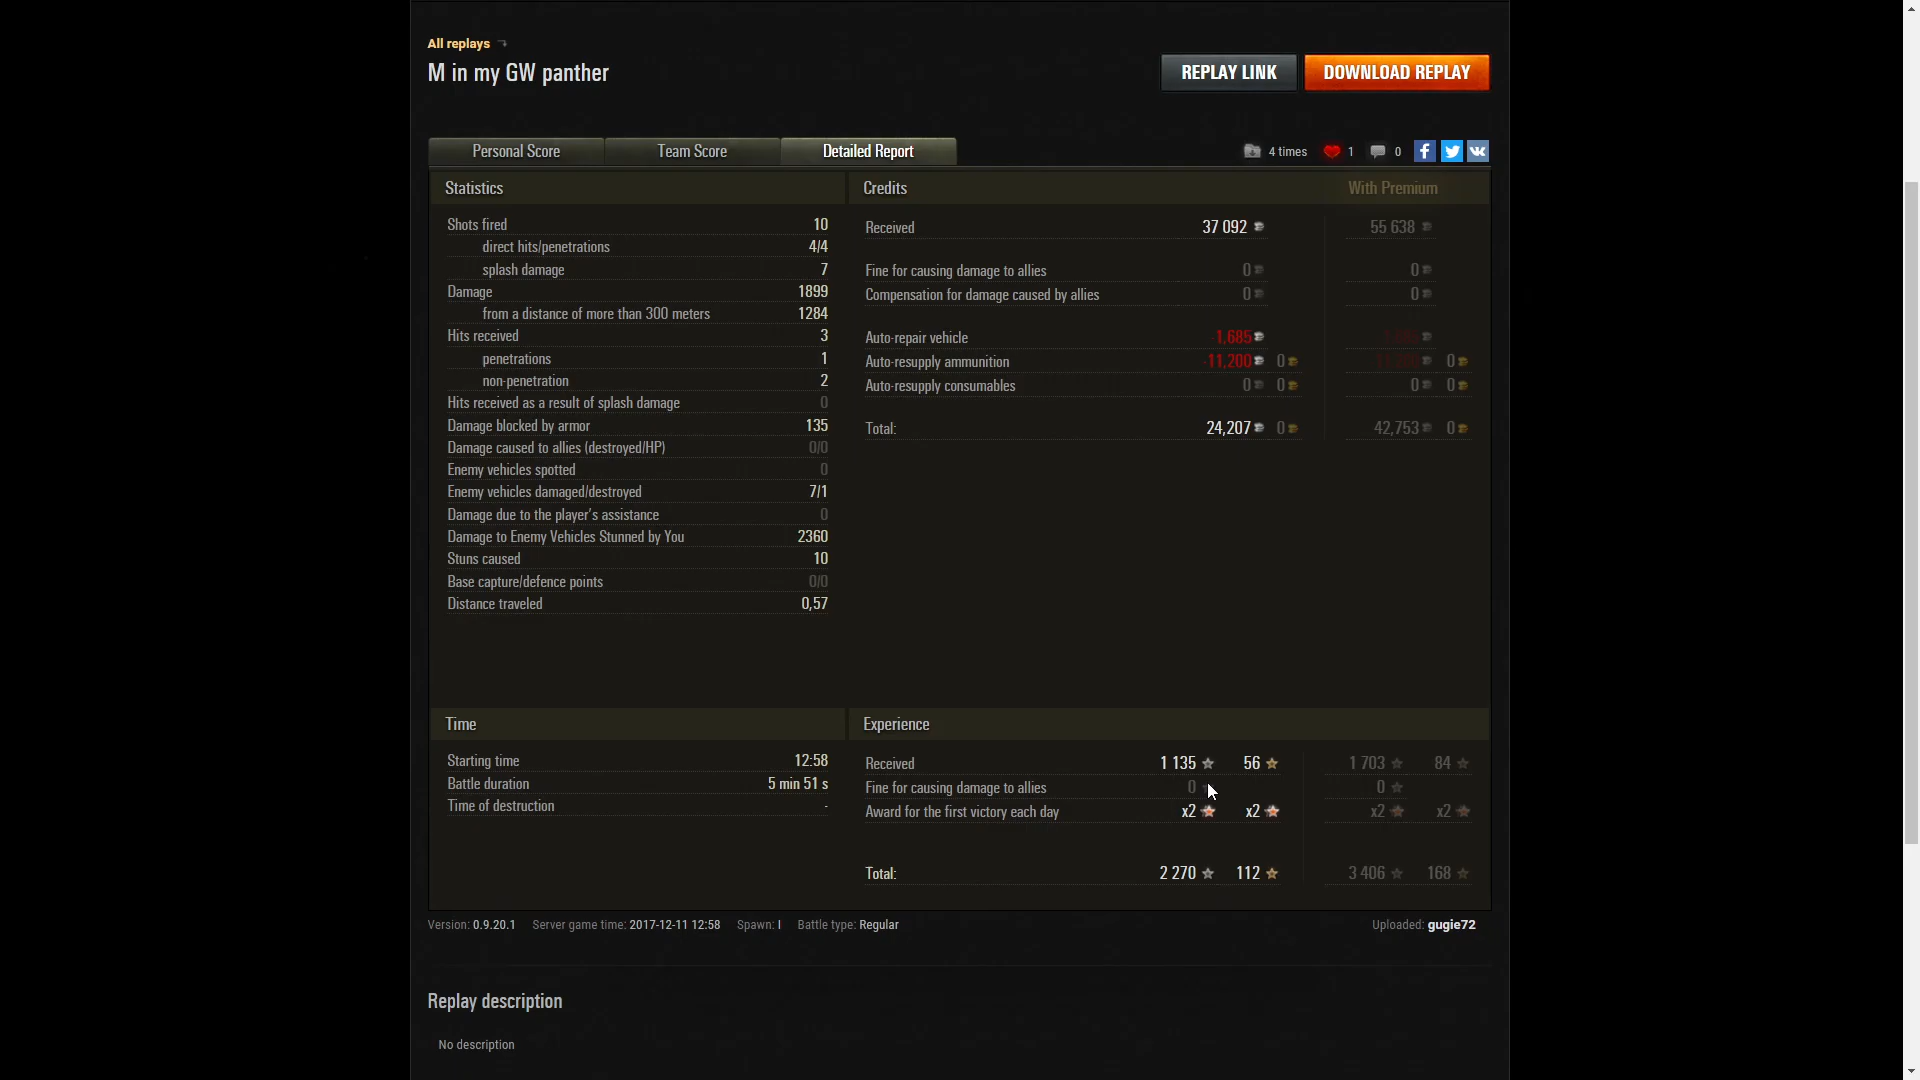 All replays
M in my GW panther
REPLAY LINK
DOWNLOAD REPLAY
Personal Score
Team Score
Detailed Report
4 times
1
0
Statistics
Shots fired 10
direct hits/penetrations 4/4
splash damage 7
Damage 1899
from a distance of more than 300 meters 1284
Hits received 3
penetrations 1
non-penetration 2
Hits received as a result of splash damage 0
Damage blocked by armor 135
Damage caused to allies (destroyed/HP) 0/0
Enemy vehicles spotted 0
Enemy vehicles damaged/destroyed 7/1
Damage due to the player's assistance 0
Damage to Enemy Vehicles Stunned by You 2360
Stuns caused 10
Base capture/defence points 0/0
Distance traveled 0,57
Credits With Premium
Received 37 092 55 638
Fine for causing damage to allies 0 0
Compensation for damage caused by allies 0 0
Auto-repair vehicle -1,685 -1,685
Auto-resupply ammunition -11,200 0 -11,200 0
Auto-resupply consumables 0 0 0 0
Total: 24,207 0 42,753 0
Time
Starting time 12:58
Battle duration 5 min 51 s
Time of destruction -
Experience
Received 1 135 56 1 703 84
Fine for causing damage to allies 0 0
Award for the first victory each day x2 x2 x2 x2
Total: 2 270 112 3 406 168
Version: 0.9.20.1 Server game time: 2017-12-11 12:58 Spawn: I Battle type: Regular
Uploaded: gugie72
Replay description
No description